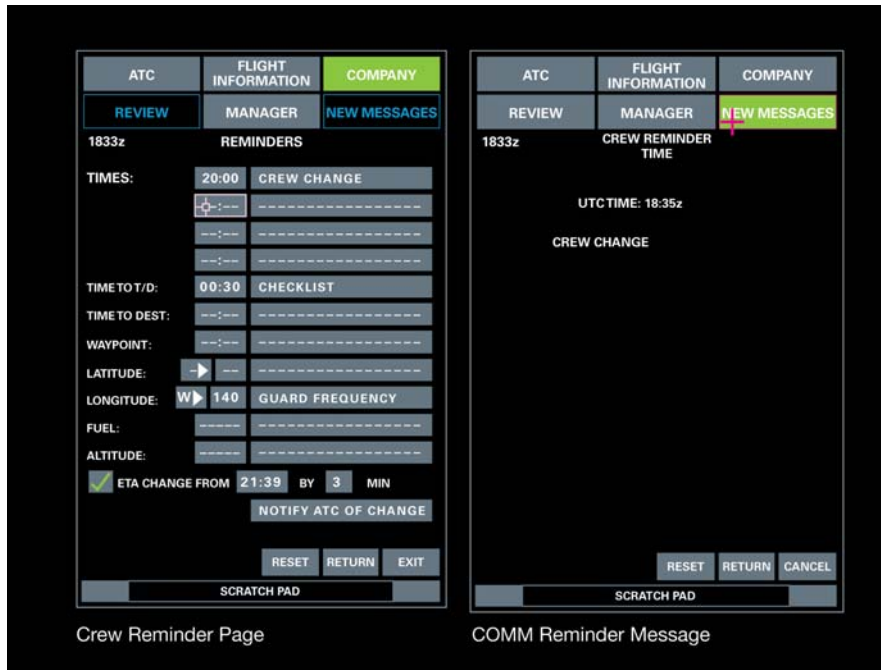 ATC
FLIGHT
INFORMATION
COMPANY
REVIEW
MANAGER
NEW MESSAGES
1833z
REMINDERS
TIMES:
20:00 CREW CHANGE
--:-- -----------------
--:-- -----------------
--:-- -----------------
TIME TO T/D: 00:30 CHECKLIST
TIME TO DEST: --:-- -----------------
WAYPOINT: --:-- -----------------
LATITUDE: - -- -----------------
LONGITUDE: W 140 GUARD FREQUENCY
FUEL: ----- -----------------
ALTITUDE: ----- -----------------
ETA CHANGE FROM 21:39 BY 3 MIN
NOTIFY ATC OF CHANGE
RESET RETURN EXIT
SCRATCH PAD
Crew Reminder Page
ATC
FLIGHT
INFORMATION
COMPANY
REVIEW
MANAGER
NEW MESSAGES
1833z
CREW REMINDER
TIME
UTC TIME: 18:35z
CREW CHANGE
RESET RETURN CANCEL
SCRATCH PAD
COMM Reminder Message